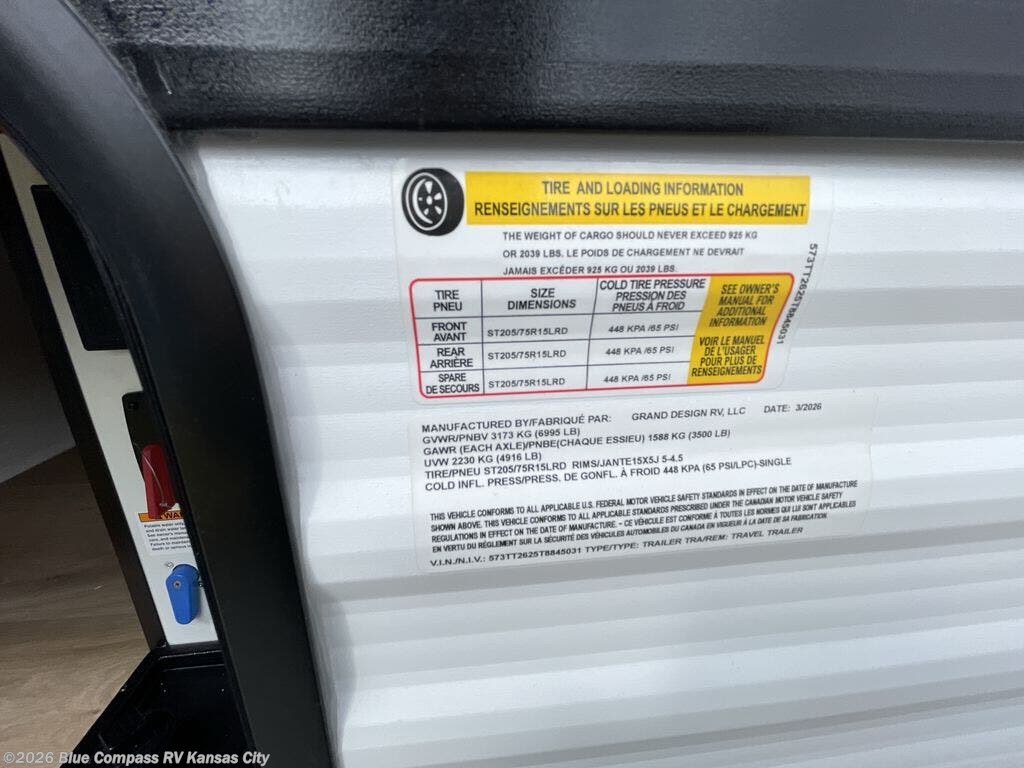 TIRE AND LOADING INFORMATION
RENSEIGNEMENTS SUR LES PNEUS ET LE CHARGEMENT
THE WEIGHT OF CARGO SHOULD NEVER EXCEED 925 KG
OR 2039 LBS. LE POIDS DE CHARGEMENT NE DEVRAIT
JAMAIS EXCÉDER 925 KG OU 2039 LBS.
573TT2625T8845031
TIRE
PNEU
SIZE
DIMENSIONS
COLD TIRE PRESSURE
PRESSION DES
PNEUS À FROID
FRONT
AVANT
ST205/75R15LRD
448 KPA /65 PSI
REAR
ARRIÈRE
ST205/75R15LRD
448 KPA /65 PSI
SPARE
DE SECOURS
ST205/75R15LRD
448 KPA /65 PSI
SEE OWNER'S
MANUAL FOR
ADDITIONAL
INFORMATION
VOIR LE MANUEL
DE L'USAGER
POUR PLUS DE
RENSEIGNEMENTS
MANUFACTURED BY/FABRIQUÉ PAR: GRAND DESIGN RV, LLC DATE: 3/2026
GVWR/PNBV 3173 KG (6995 LB)
GAWR (EACH AXLE)/PNBE(CHAQUE ESSIEU) 1588 KG (3500 LB)
UVW 2230 KG (4916 LB)
TIRE/PNEU ST205/75R15LRD RIMS/JANTE15X5J 5-4.5
COLD INFL. PRESS/PRESS. DE GONFL. À FROID 448 KPA (65 PSI/LPC)-SINGLE
THIS VEHICLE CONFORMS TO ALL APPLICABLE U.S. FEDERAL MOTOR VEHICLE SAFETY STANDARDS IN EFFECT ON THE DATE OF MANUFACTURE
SHOWN ABOVE. THIS VEHICLE CONFORMS TO ALL APPLICABLE STANDARDS PRESCRIBED UNDER THE CANADIAN MOTOR VEHICLE SAFETY
REGULATIONS IN EFFECT ON THE DATE OF MANUFACTURE. - CE VÉHICULE EST CONFORME À TOUTES LES NORMES QUI LUI SONT APPLICABLES
EN VERTU DU RÉGLEMENT SUR LA SÉCURITÉ DES VÉHICULES AUTOMOBILES DU CANADA EN VIGUEUR À LA DATE DE SA FABRICATION.
V.I.N./N.I.V.: 573TT2625T8845031 TYPE/TYPE: TRAILER TRA/REM: TRAVEL TRAILER
©2026 Blue Compass RV Kansas City